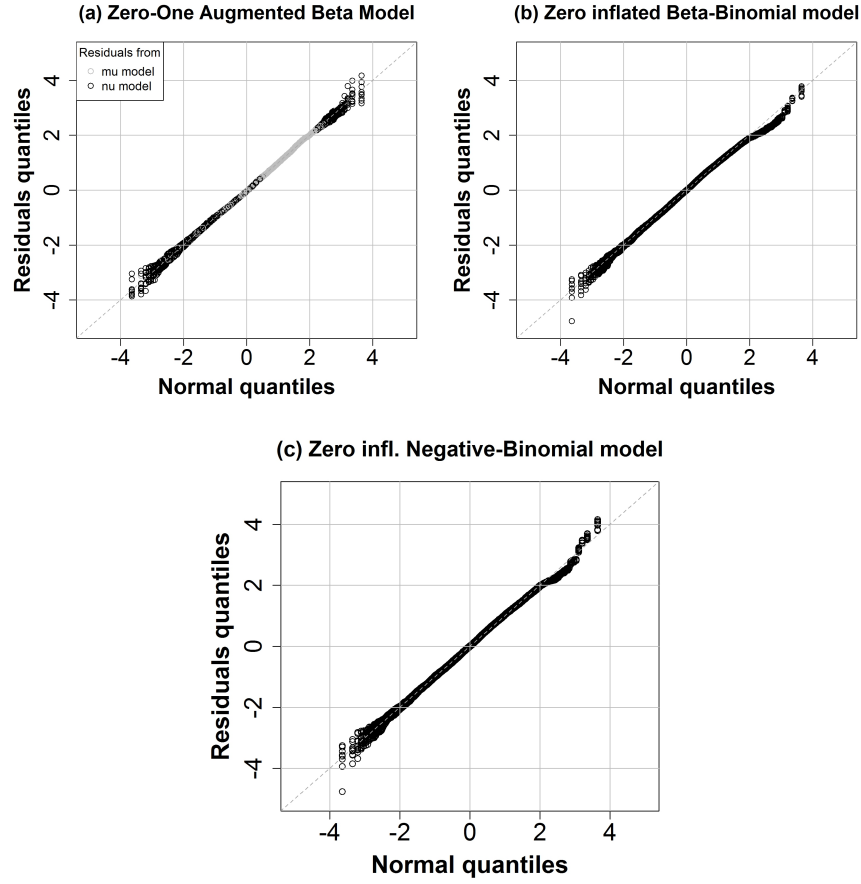 (a) Zero-One Augmented Beta Model
Residuals from
mu model
nu model
Residuals quantiles
4
2
0
-2
-4
-4 -2 0 2 4
Normal quantiles
(b) Zero inflated Beta-Binomial model
Residuals quantiles
4
2
0
-2
-4
-4 -2 0 2 4
Normal quantiles
(c) Zero infl. Negative-Binomial model
Residuals quantiles
4
2
0
-2
-4
-4 -2 0 2 4
Normal quantiles